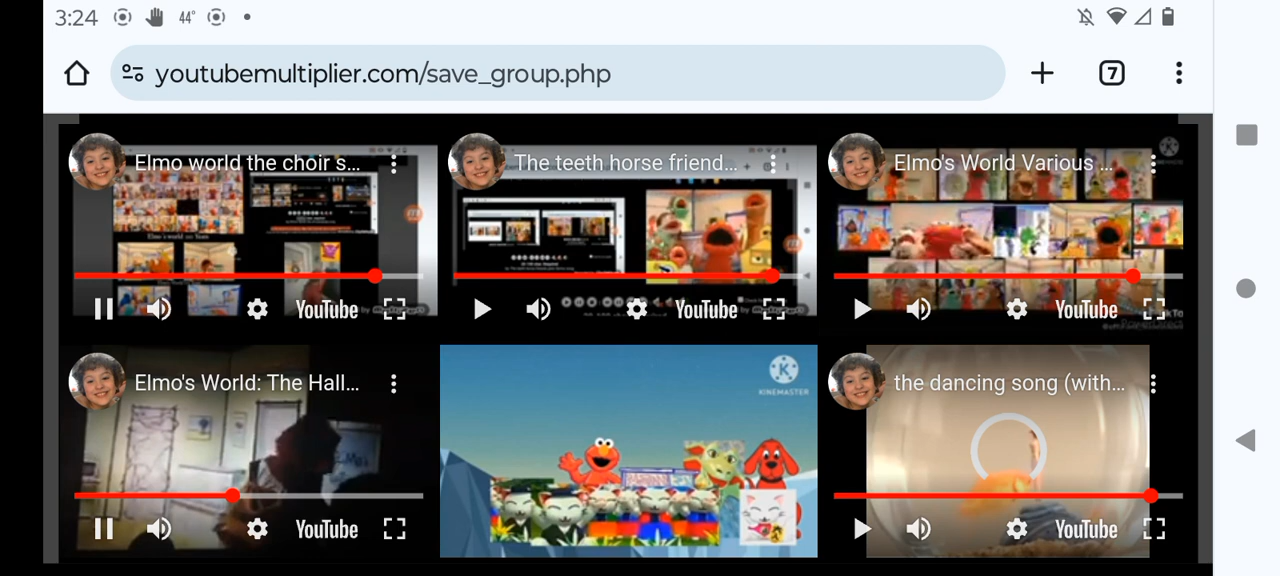 3:24
44°
youtubemultiplier.com/save_group.php
7
Elmo world the choir s...
The teeth horse friend...
Elmo's World Various ...
YouTube
YouTube
YouTube
Elmo's World: The Hall...
K
KINEMASTER
the dancing song (with...
YouTube
YouTube